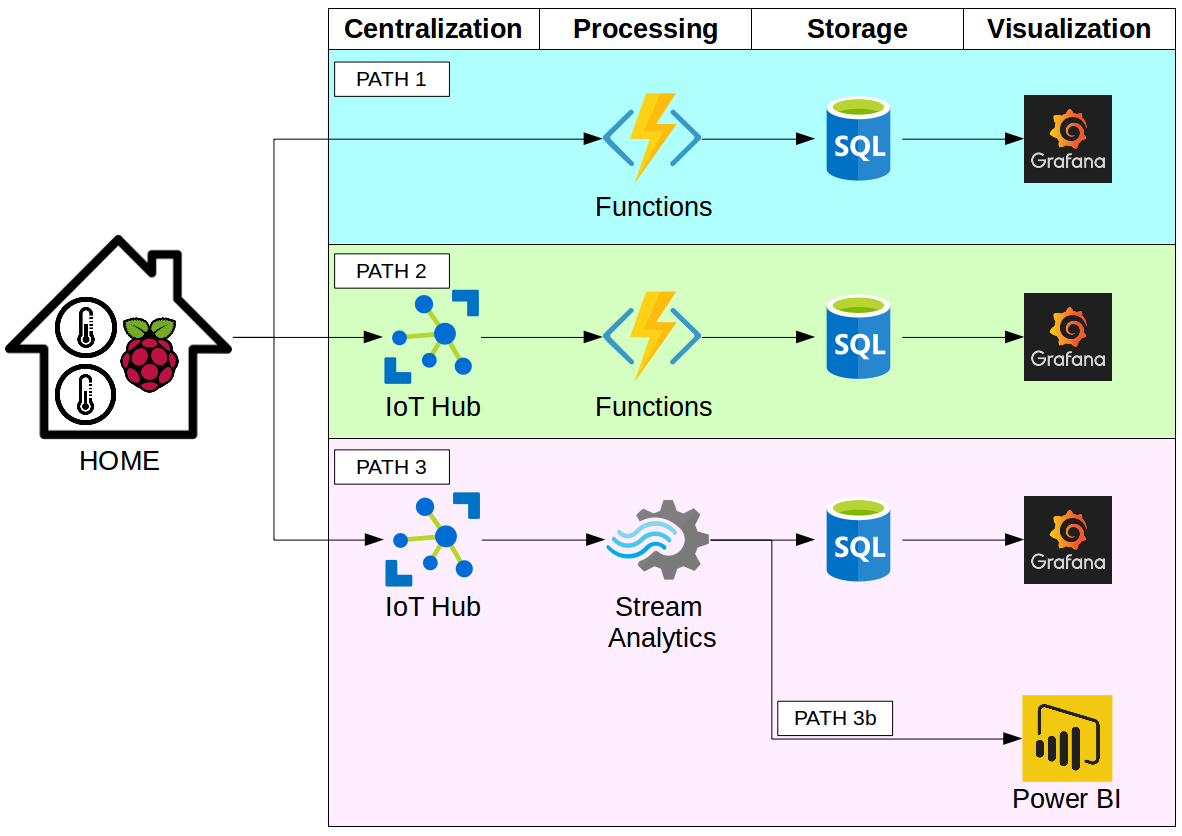 Centralization
Processing
Storage
Visualization
PATH 1
SQL
Grafana
Functions
PATH 2
SQL
Grafana
IoT Hub
Functions
HOME
PATH 3
SQL
Grafana
IoT Hub
Stream
Analytics
PATH 3b
Power BI